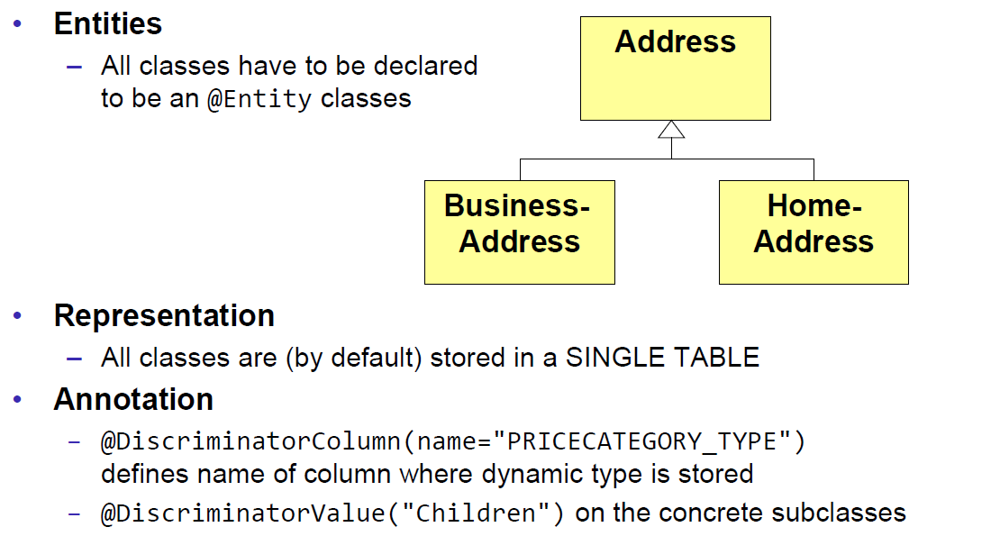 • Entities
– All classes have to be declared
to be an @Entity classes
Address
Business-
Address
Home-
Address
• Representation
– All classes are (by default) stored in a SINGLE TABLE
• Annotation
– @DiscriminatorColumn(name="PRICECATEGORY_TYPE")
defines name of column where dynamic type is stored
– @DiscriminatorValue("Children") on the concrete subclasses